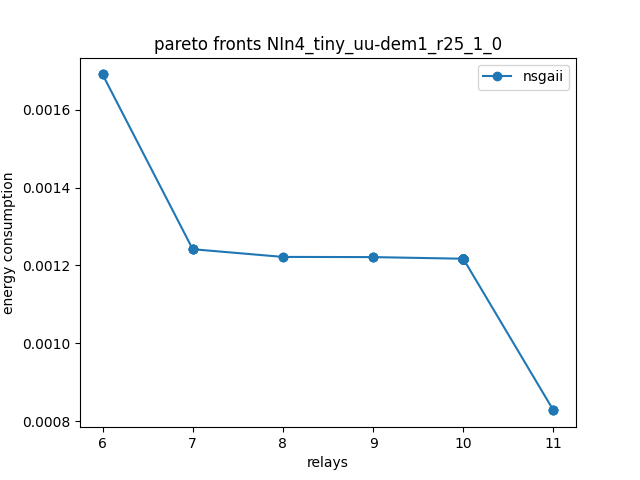 pareto fronts NIn4_tiny_uu-dem1_r25_1_0
nsgaii
energy consumption
0.0016
0.0014
0.0012
0.0010
0.0008
6 7 8 9 10 11
relays